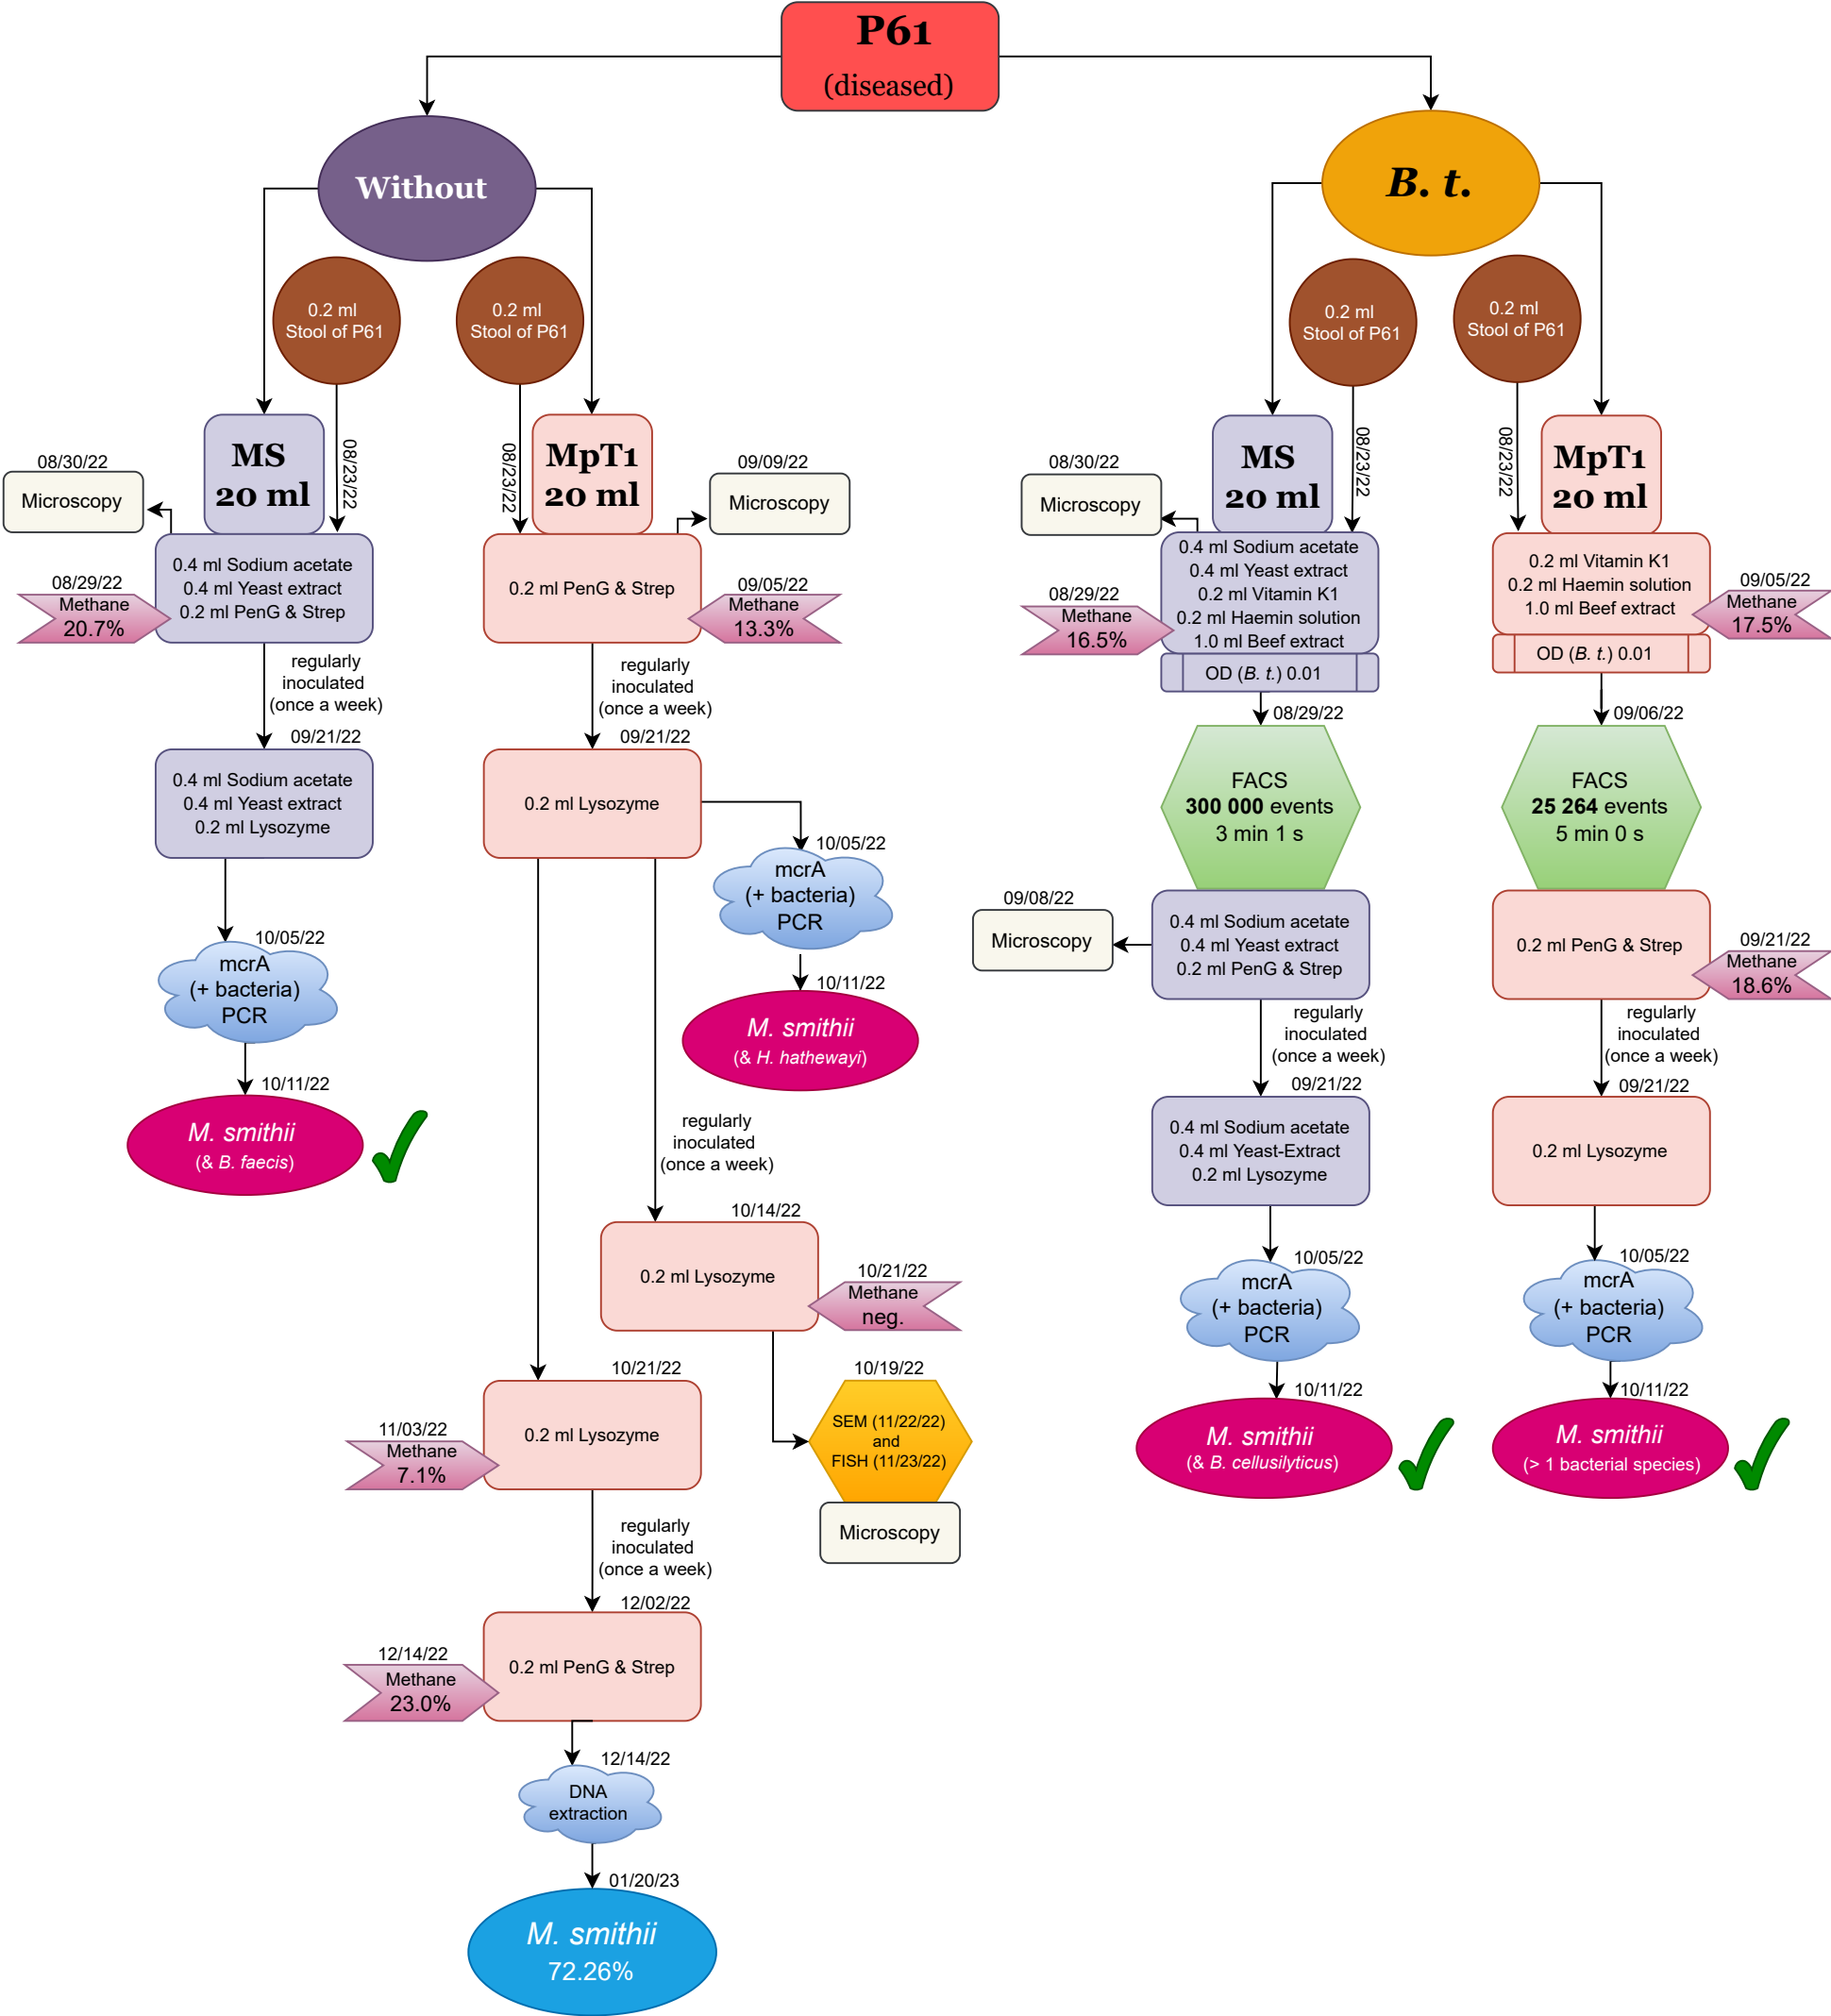 P61
(diseased)
Without
0.2 ml
Stool of P61
0.2 ml
Stool of P61
08/23/22
08/23/22
MS
20 ml
MpT1
20 ml
08/30/22
Microscopy
09/09/22
Microscopy
0.4 ml Sodium acetate
0.4 ml Yeast extract
0.2 ml PenG & Strep
08/29/22
Methane
20.7%
0.2 ml PenG & Strep
09/05/22
Methane
13.3%
regularly
inoculated
(once a week)
09/21/22
0.4 ml Sodium acetate
0.4 ml Yeast extract
0.2 ml Lysozyme
10/05/22
mcrA
(+ bacteria)
PCR
10/11/22
M. smithii
(& B. faecis)
regularly
inoculated
(once a week)
09/21/22
0.2 ml Lysozyme
10/05/22
mcrA
(+ bacteria)
PCR
10/11/22
M. smithii
(& H. hathewayi)
regularly
inoculated
(once a week)
10/14/22
0.2 ml Lysozyme
10/21/22
Methane
neg.
10/19/22
SEM (11/22/22)
and
FISH (11/23/22)
Microscopy
10/21/22
0.2 ml Lysozyme
11/03/22
Methane
7.1%
regularly
inoculated
(once a week)
12/02/22
0.2 ml PenG & Strep
12/14/22
Methane
23.0%
12/14/22
DNA
extraction
01/20/23
M. smithii
72.26%
B. t.
0.2 ml
Stool of P61
0.2 ml
Stool of P61
08/23/22
08/23/22
MS
20 ml
MpT1
20 ml
08/30/22
Microscopy
0.4 ml Sodium acetate
0.4 ml Yeast extract
0.2 ml Vitamin K1
0.2 ml Haemin solution
1.0 ml Beef extract
08/29/22
Methane
16.5%
OD (B. t.) 0.01
08/29/22
FACS
300 000 events
3 min 1 s
09/08/22
Microscopy
0.4 ml Sodium acetate
0.4 ml Yeast extract
0.2 ml PenG & Strep
regularly
inoculated
(once a week)
09/21/22
0.4 ml Sodium acetate
0.4 ml Yeast-Extract
0.2 ml Lysozyme
10/05/22
mcrA
(+ bacteria)
PCR
10/11/22
M. smithii
(& B. cellusilyticus)
0.2 ml Vitamin K1
0.2 ml Haemin solution
1.0 ml Beef extract
09/05/22
Methane
17.5%
OD (B. t.) 0.01
09/06/22
FACS
25 264 events
5 min 0 s
0.2 ml PenG & Strep
09/21/22
Methane
18.6%
regularly
inoculated
(once a week)
09/21/22
0.2 ml Lysozyme
10/05/22
mcrA
(+ bacteria)
PCR
10/11/22
M. smithii
(> 1 bacterial species)